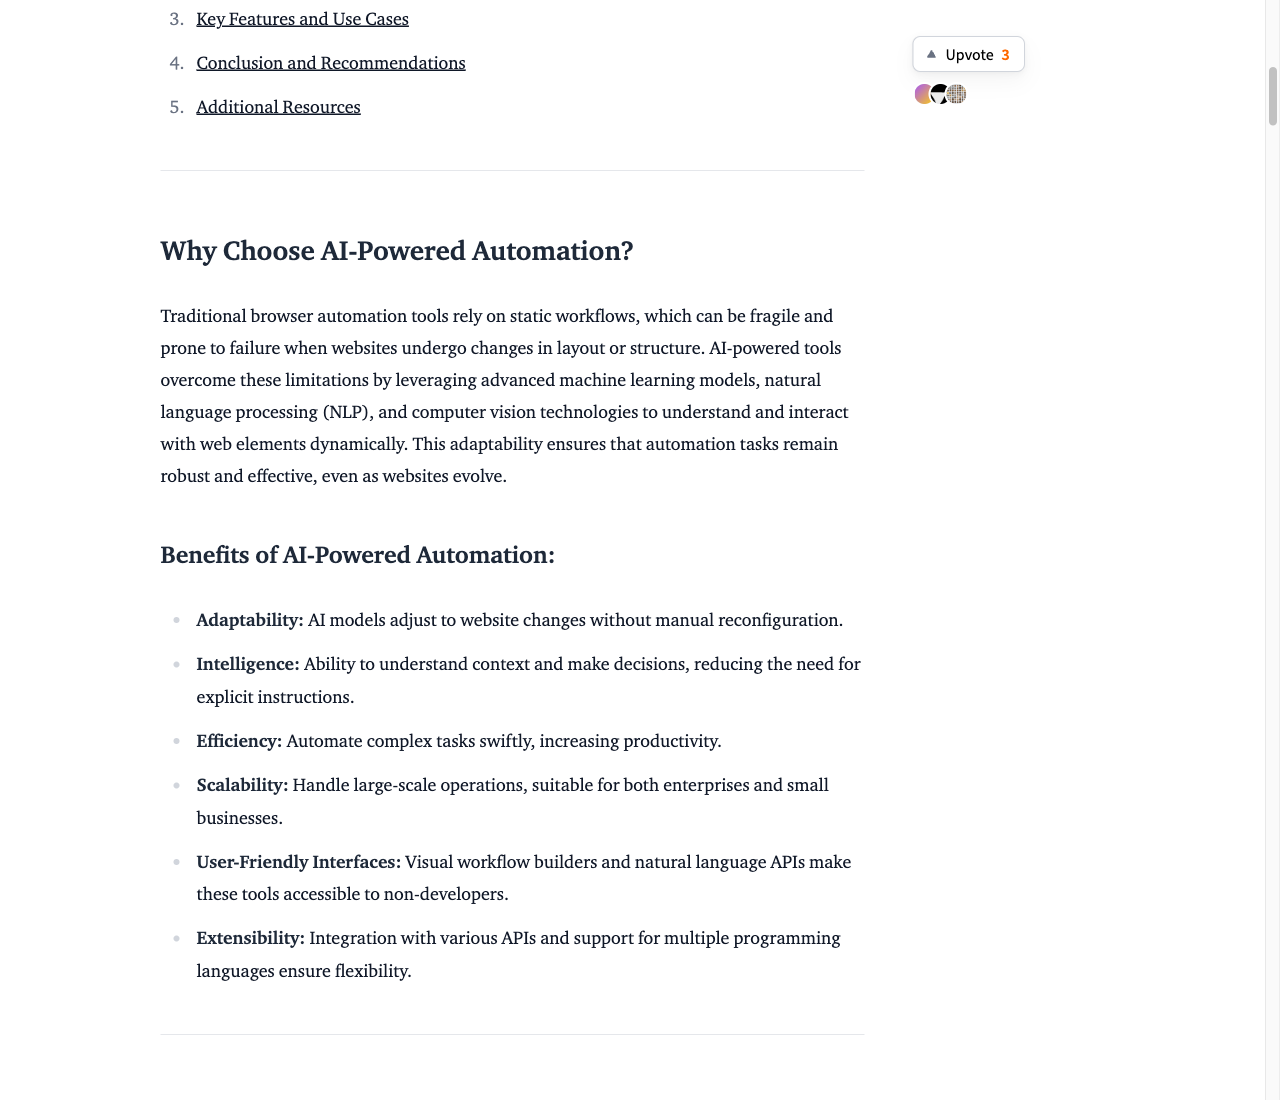 3. Key Features and Use Cases
4. Conclusion and Recommendations
5. Additional Resources
Upvote 3
Why Choose AI-Powered Automation?
Traditional browser automation tools rely on static workflows, which can be fragile and
prone to failure when websites undergo changes in layout or structure. AI-powered tools
overcome these limitations by leveraging advanced machine learning models, natural
language processing (NLP), and computer vision technologies to understand and interact
with web elements dynamically. This adaptability ensures that automation tasks remain
robust and effective, even as websites evolve.
Benefits of AI-Powered Automation:
Adaptability: AI models adjust to website changes without manual reconfiguration.
Intelligence: Ability to understand context and make decisions, reducing the need for
explicit instructions.
Efficiency: Automate complex tasks swiftly, increasing productivity.
Scalability: Handle large-scale operations, suitable for both enterprises and small
businesses.
User-Friendly Interfaces: Visual workflow builders and natural language APIs make
these tools accessible to non-developers.
Extensibility: Integration with various APIs and support for multiple programming
languages ensure flexibility.